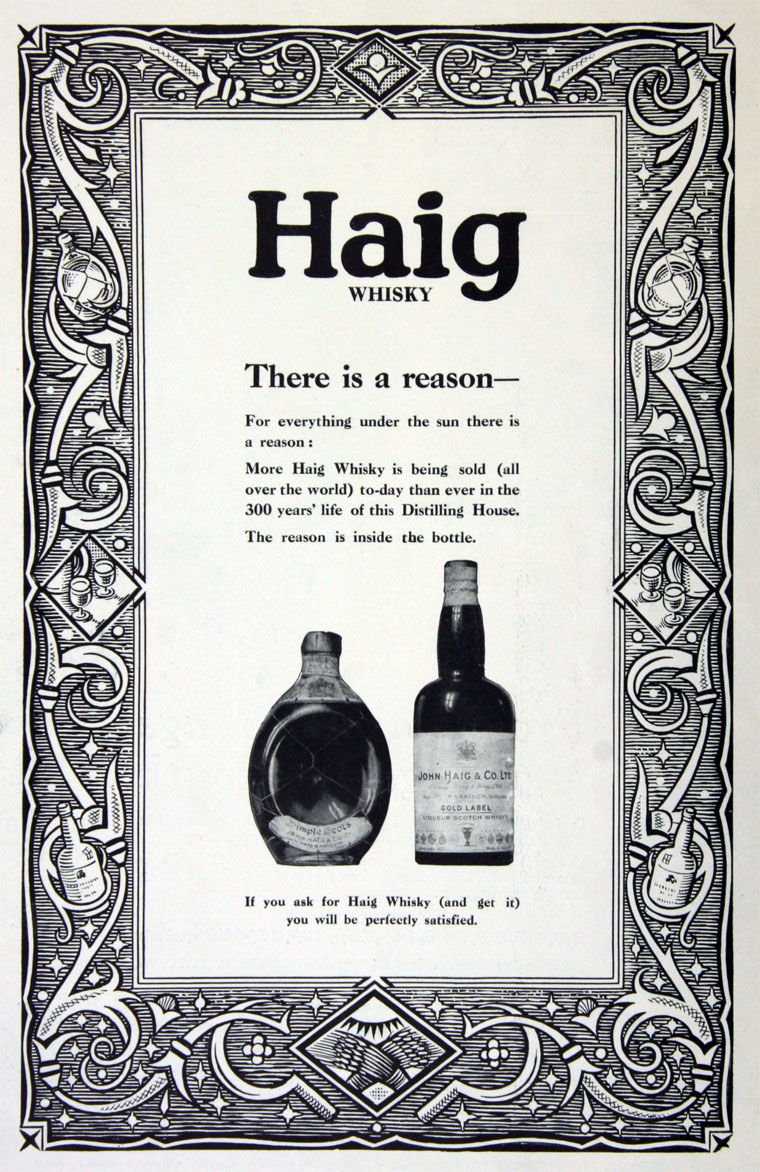 Haig
WHISKY
There is a reason—
For everything under the sun there is
a reason :
More Haig Whisky is being sold (all
over the world) to-day than ever in the
300 years' life of this Distilling House.
The reason is inside the bottle.
JOHN HAIG & CO. LTD
GOLD LABEL
LIQUEUR SCOTCH WHISKY
Dimple Scots
If you ask for Haig Whisky (and get it)
you will be perfectly satisfied.